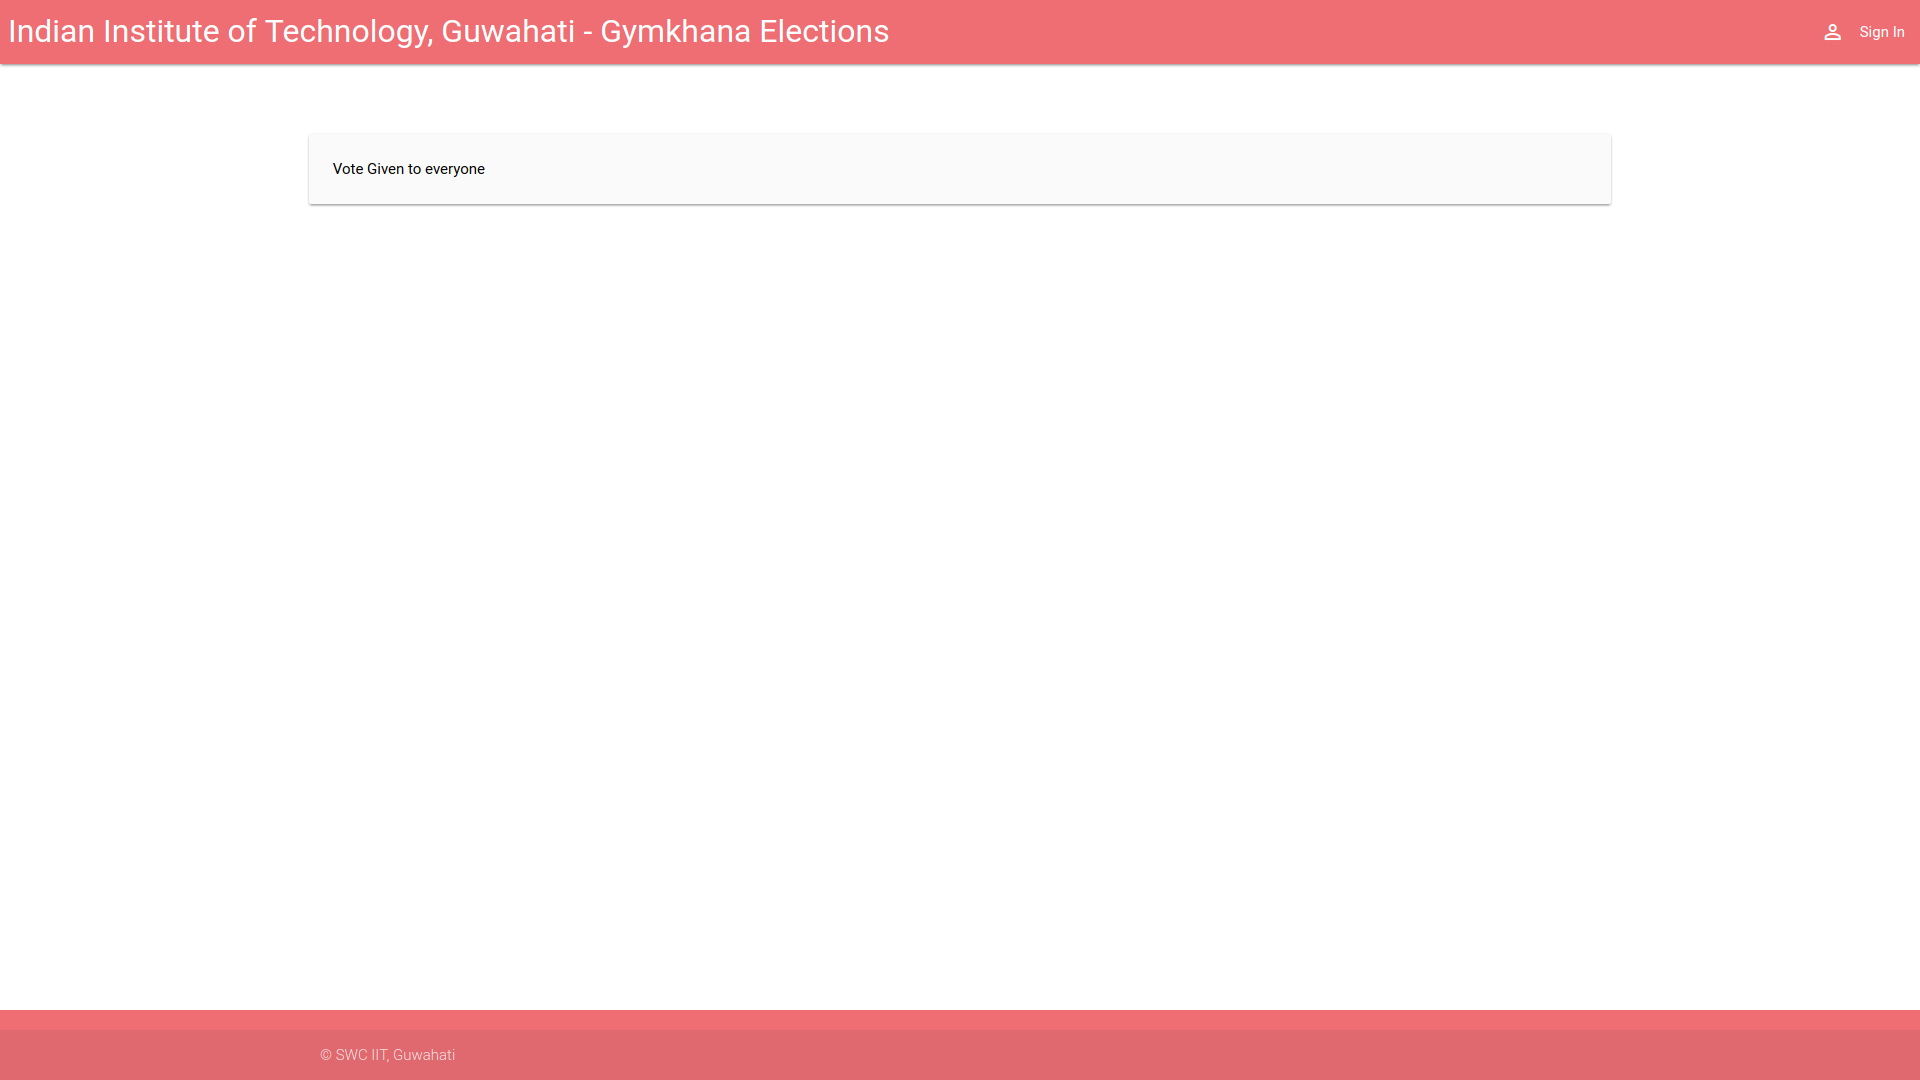 Indian Institute of Technology, Guwahati - Gymkhana Elections
Sign In
Vote Given to everyone
© SWC IIT, Guwahati